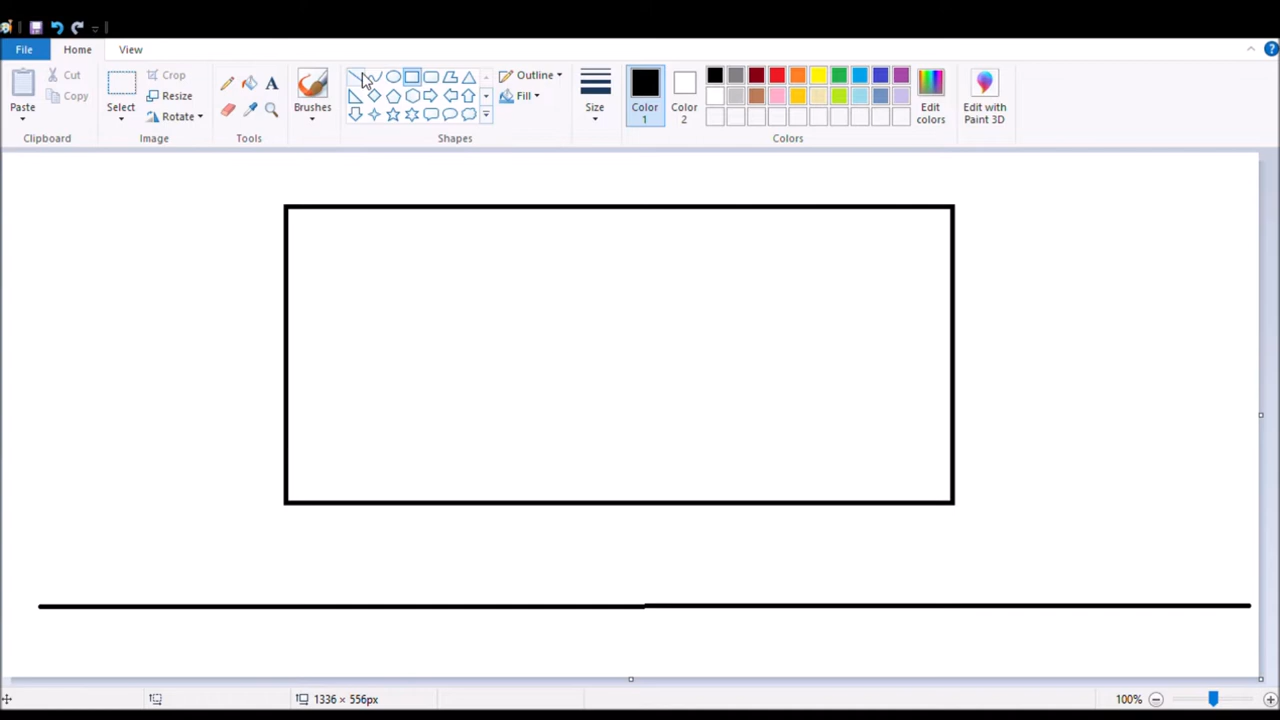 File Home View
Paste Cut Copy Clipboard
Select Crop Resize Rotate Image
A
Tools
Brushes
Shapes
Outline
Fill
Size
Color 1
Color 2
Colors
Edit colors
Edit with Paint 3D
1336 × 556px
100%